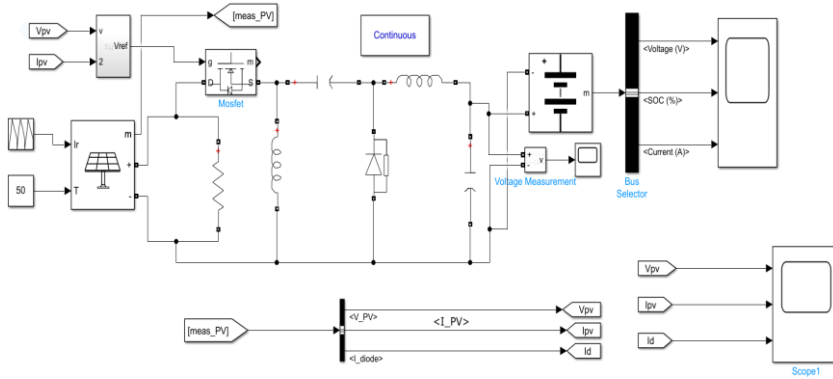 [meas_PV]
Vpv
Ipv
v
2
Vref
g
m
D
S
Mosfet
Continuous
Ir
T
m
+
-
50
-
+
+
m
+
-
v
Voltage Measurement
<Voltage (V)>
<SOC (%)>
<Current (A)>
Bus
Selector
[meas_PV]
<V_PV>
<I_PV>
<I_diode>
Vpv
Ipv
Id
Vpv
Ipv
Id
Scope1